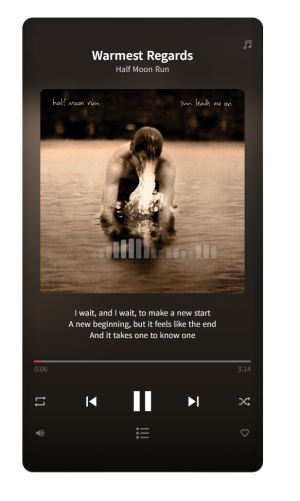 Warmest Regards
Half Moon Run
half moon run
sun leads me on
I wait, and I wait, to make a new start
A new beginning, but it feels like the end
And it takes one to know one
0:06
3:14